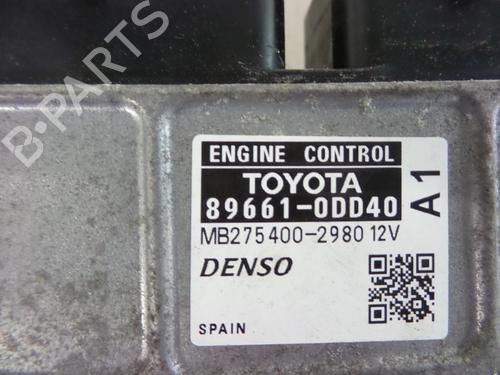 B-PARTS
ENGINE CONTROL
TOYOTA
89661-0DD40
A1
MB275400-2980 12V
DENSO
SPAIN